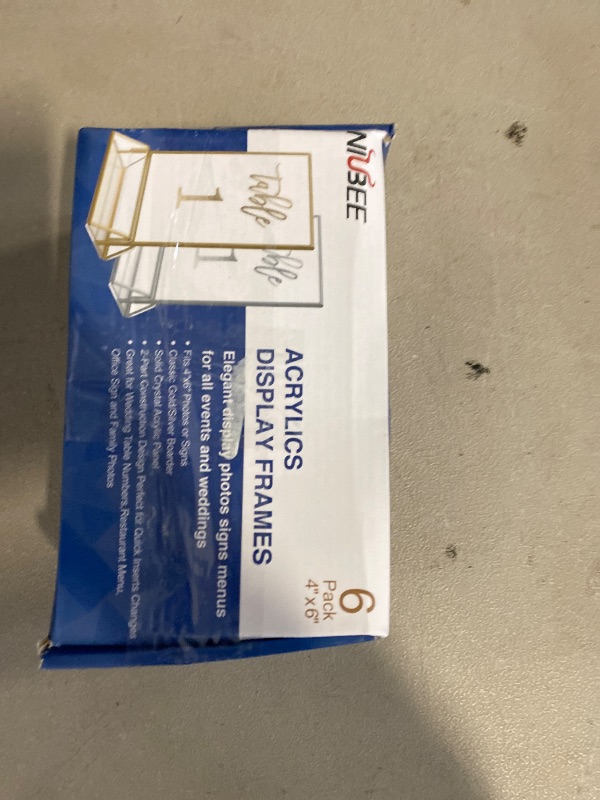 NIUBEE
Table
1
ble
1
ACRYLICS
DISPLAY FRAMES
6
Pack
4"x6"
Elegant display photos signs menus
for all events and weddings
• Fits 4"x6" Photos or Signs
• Classic Gold/Silver Boarder
• Solid Crystal Acrylic Panel
• 2-Part Construction Design Perfect for Quick Inserts Changes
• Great for Wedding Table Numbers,Restaurant Menu,
Office Sign and Family Photos